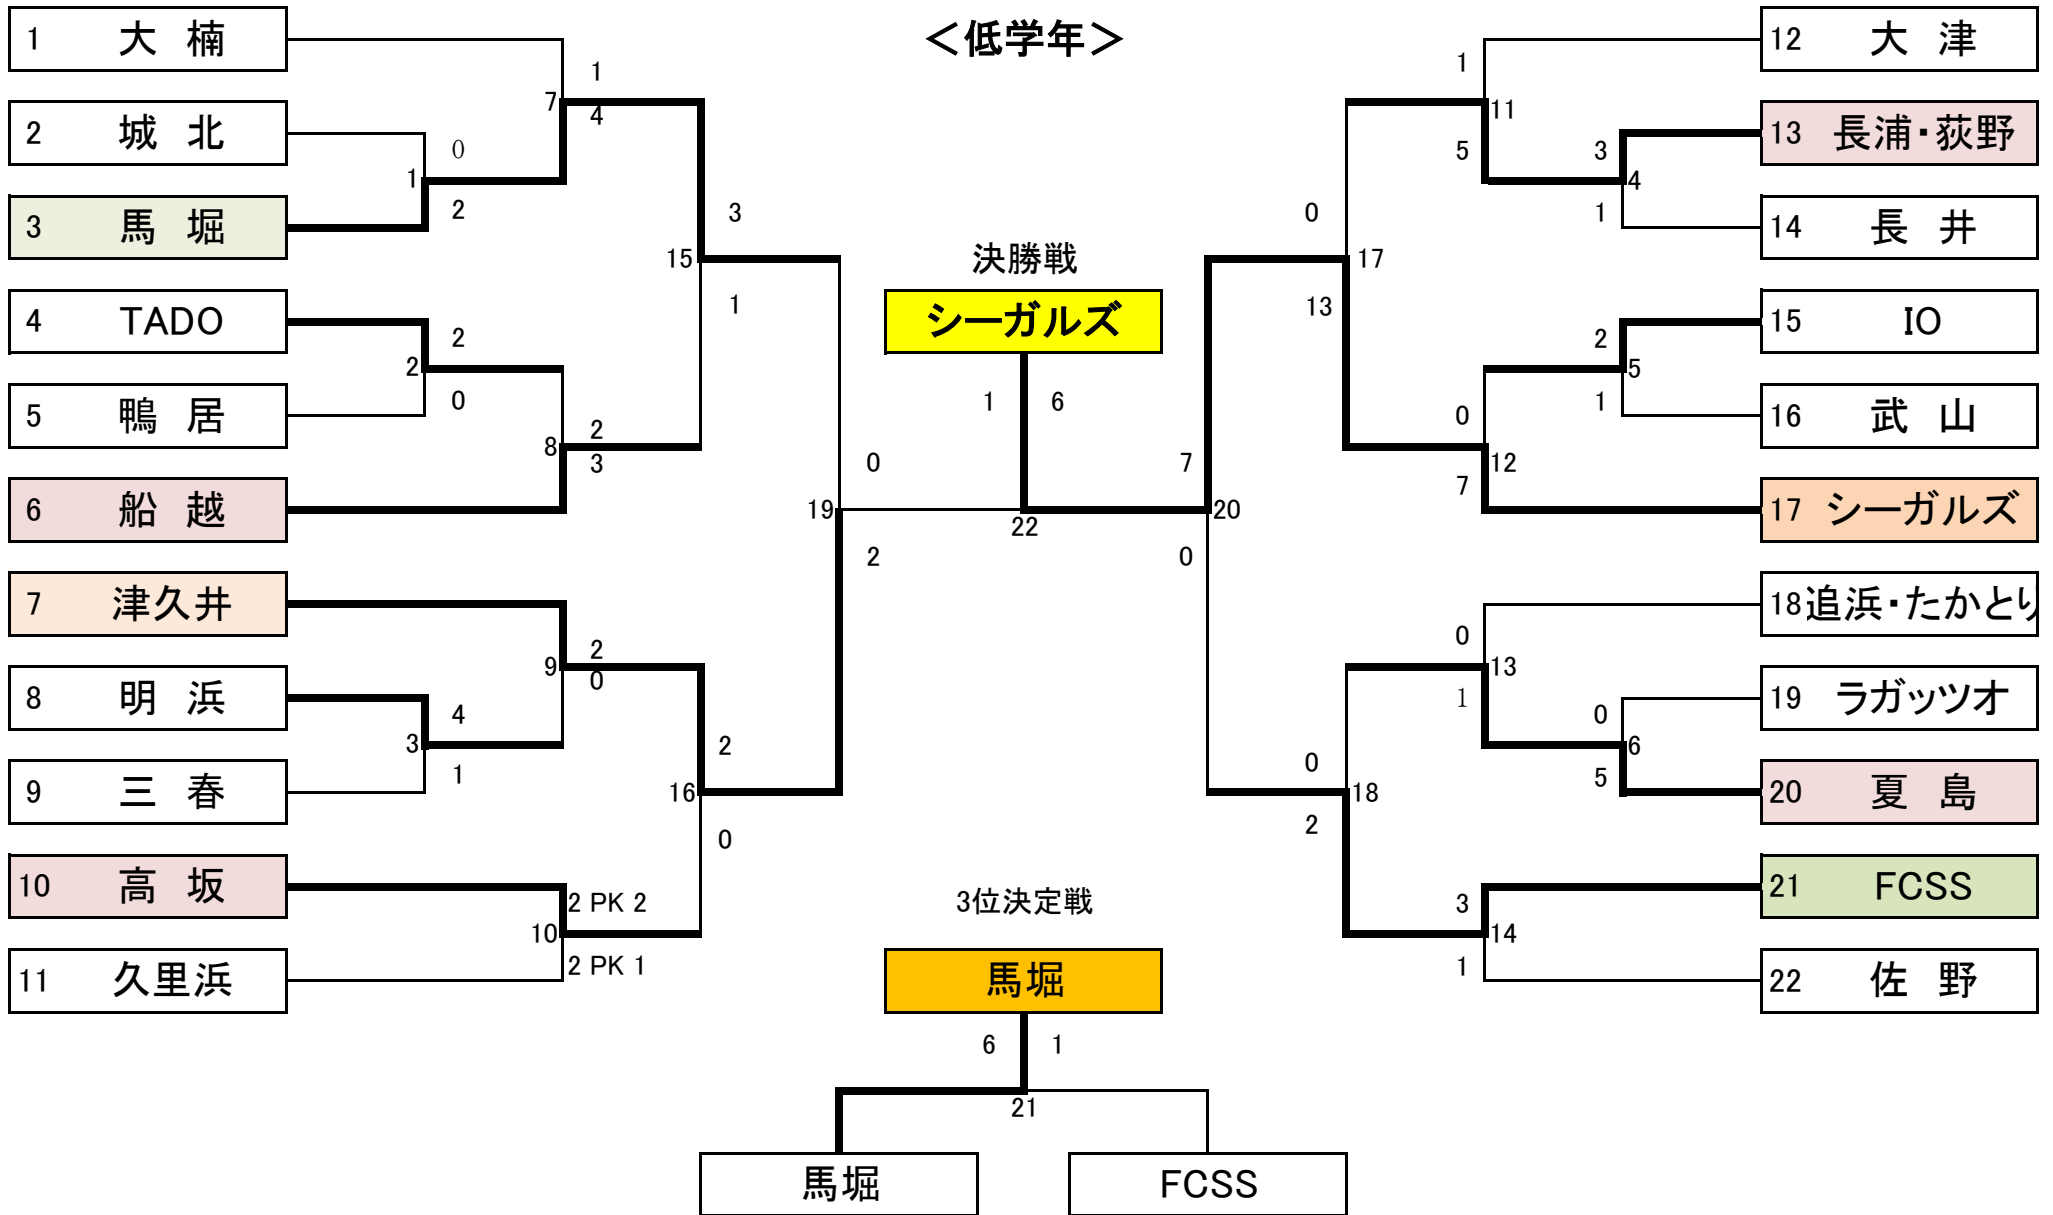 ＜低学年＞
1 大 楠
2 城 北
3 馬 堀
4 TADO
5 鴨 居
6 船 越
7 津久井
8 明 浜
9 三 春
10 高 坂
11 久里浜
0
1
2
2
2
0
4
3
1
1
7
4
2
8
3
2
9
0
2 PK 2
10
2 PK 1
3
15
1
2
16
0
0
19
2
決勝戦
シーガルズ
1 6
22
3位決定戦
馬堀
6 1
21
馬堀
FCSS
7
20
0
0
17
13
0
18
2
1
11
5
0
12
7
0
13
1
3
14
1
3
4
1
2
5
1
0
6
5
12 大 津
13 長浦・荻野
14 長 井
15 IO
16 武 山
17 シーガルズ
18 追浜・たかとり
19 ラガッツオ
20 夏 島
21 FCSS
22 佐 野